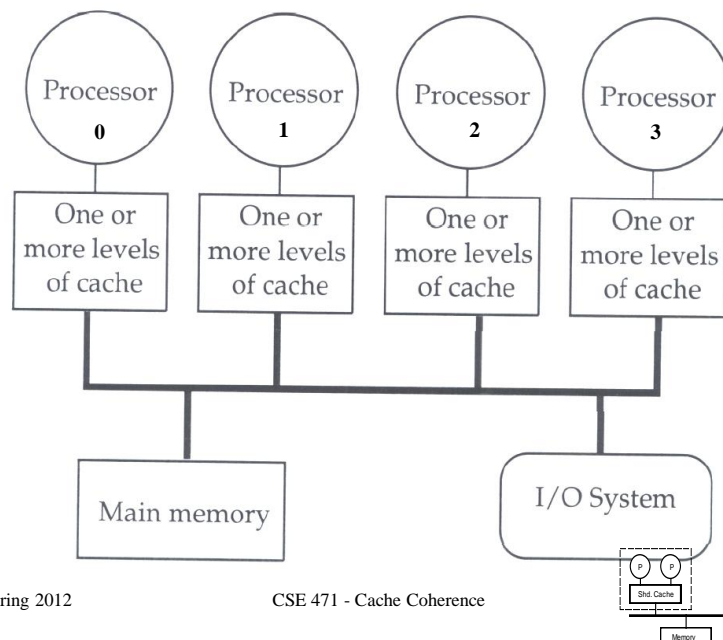 Processor
0
Processor
1
Processor
2
Processor
3
One or
more levels
of cache
One or
more levels
of cache
One or
more levels
of cache
One or
more levels
of cache
Main memory
I/O System
P
P
Shd. Cache
Memory
ring 2012
CSE 471 - Cache Coherence